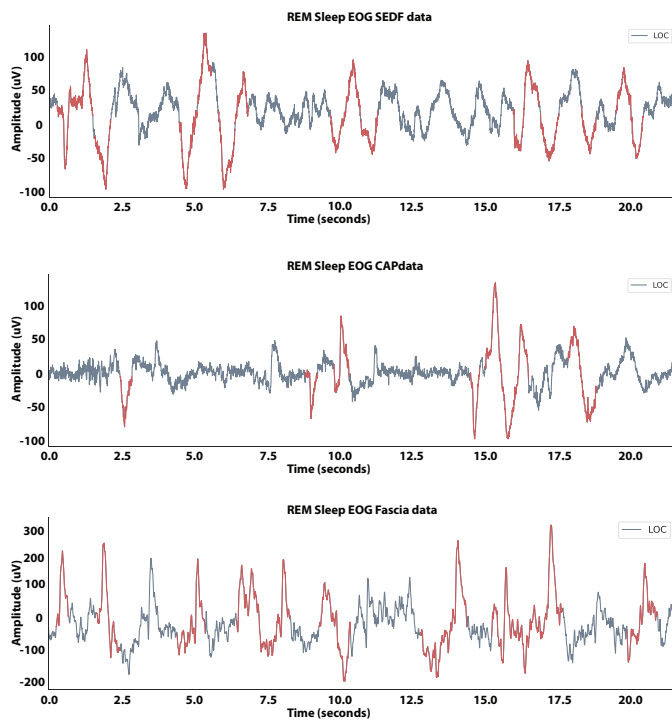 REM Sleep EOG SEDF data
LOC
Amplitude (uV)
100
50
0
-50
-100
0.0 2.5 5.0 7.5 10.0 12.5 15.0 17.5 20.0
Time (seconds)
REM Sleep EOG CAPdata
LOC
Amplitude (uV)
100
50
0
-50
-100
0.0 2.5 5.0 7.5 10.0 12.5 15.0 17.5 20.0
Time (seconds)
REM Sleep EOG Fascia data
LOC
Amplitude (uV)
300
200
100
0
-100
-200
0.0 2.5 5.0 7.5 10.0 12.5 15.0 17.5 20.0
Time (seconds)